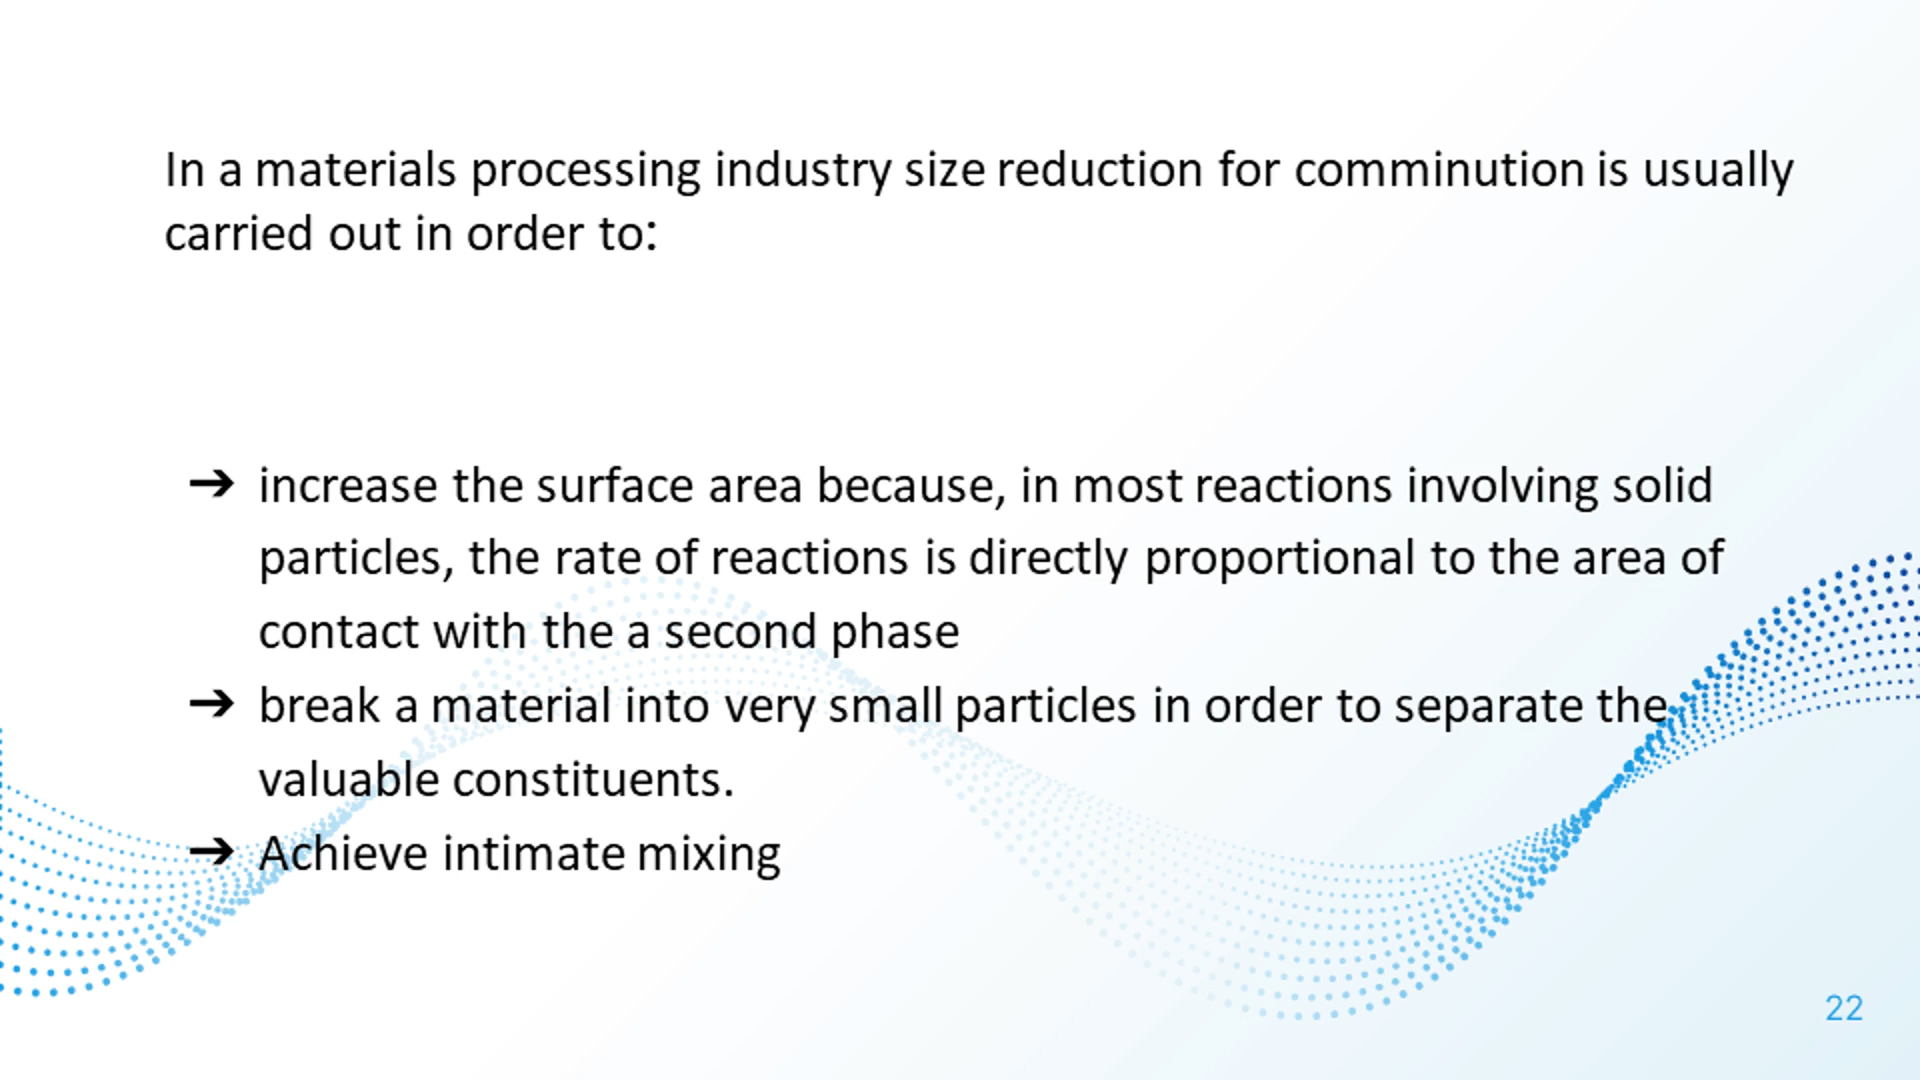 In a materials processing industry size reduction for comminution is usually
carried out in order to:
➔ increase the surface area because, in most reactions involving solid
particles, the rate of reactions is directly proportional to the area of
contact with the a second phase
➔ break a material into very small particles in order to separate the
valuable constituents.
➔ Achieve intimate mixing
22